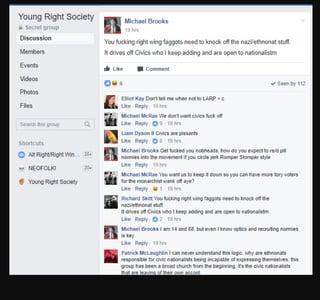 Young Right Society
Secret group
Discussion
Members
Events
Videos
Photos
Files
Search this group
Shortcuts
Alt Right/Right Win... 20+
NEOFOLK! 20+
Young Right Society
Michael Brooks
19 hrs
You fucking right wing faggots need to knock off the nazi/ethnonat stuff.
It drives off Civics who I keep adding and are open to nationalistm
Like Comment
6
Seen by 112
Elliot Kay Don't tell me when not to LARP > c
Like · Reply · 19 hrs
Michael McRae We don't want civics fuck off
Like · Reply · 9 · 19 hrs
Liam Dyson II Civics are pissants
Like · Reply · 6 · 19 hrs
Michael Brooks Get fucked you nobheads, how do you expect to re/d pill
normies into the movement if you circle jerk Romper Stomper style
Like · Reply · 19 hrs
Michael McRae You want us to keep it down so you can have more tory voters for
the monarchist wank off aye?
Like · Reply · 1 · 19 hrs
Richard Skitt You fucking right wing faggots need to knock off the
nazi/ethnat stuff
It drives off Civics who I keep adding and are open to nationalism
Like · Reply · 2 · 19 hrs
Michael Brooks I am 14 and 88, but even I know optics and recruiting normies
is key
Like · Reply · 19 hrs
Patrick McLaughlin I can never understand this logic, why are ethnonats
responsible for civic nationalists being incapable of expressing themselves, this
group has been a broad church from the beginning, it's the civic nationalists
that are leaving of their own accord.